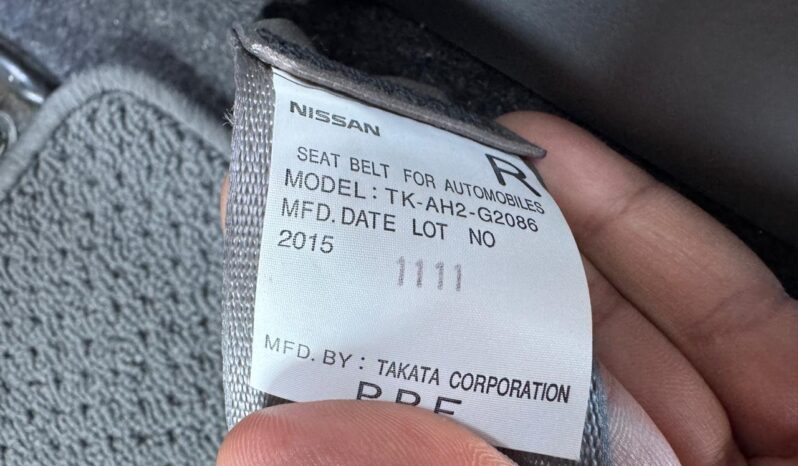 NISSAN
R
SEAT BELT FOR AUTOMOBILES
MODEL: TK-AH2-G2086
MFD. DATE LOT NO
2015 1111
MFD. BY: TAKATA CORPORATION